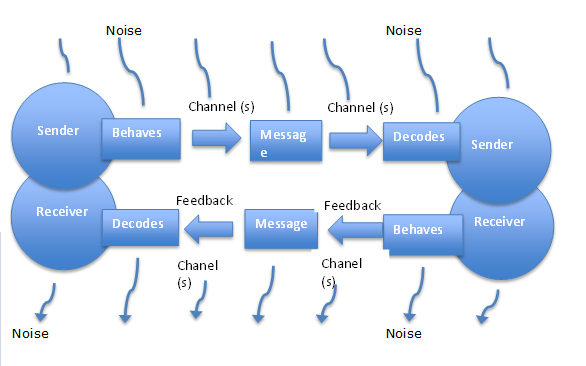 Noise
Noise
Channel (s)
Channel (s)
Sender
Behaves
Messag
e
Decodes
Sender
Receiver
Decodes
Feedback
Message
Feedback
Behaves
Receiver
Chanel
(s)
Chanel
(s)
Noise
Noise